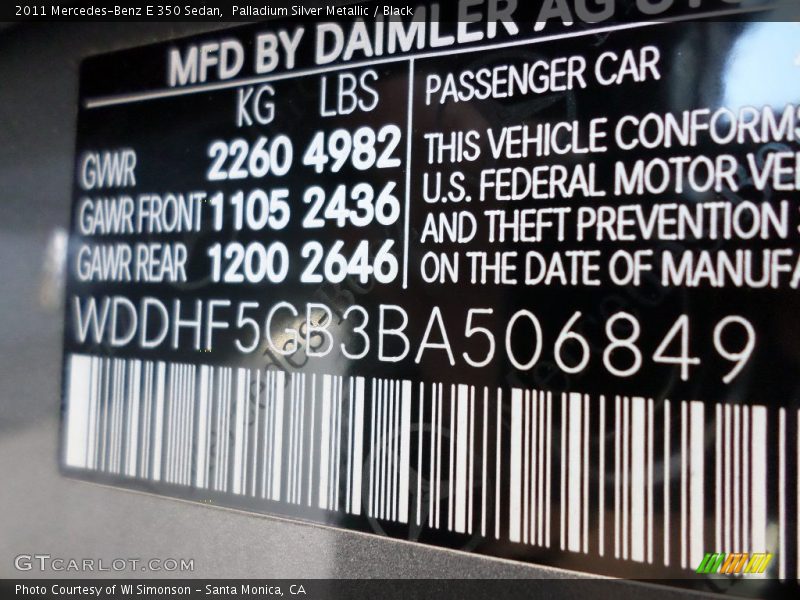 2011 Mercedes-Benz E 350 Sedan, Palladium Silver Metallic / Black
MFD BY DAIMLER AG
KG LBS
GVWR 2260 4982
GAWR FRONT 1105 2436
GAWR REAR 1200 2646
PASSENGER CAR
THIS VEHICLE CONFORMS
U.S. FEDERAL MOTOR VE
AND THEFT PREVENTION
ON THE DATE OF MANUFA
WDDHF5GB3BA506849
GTCARLOT.COM
Photo Courtesy of WI Simonson – Santa Monica, CA